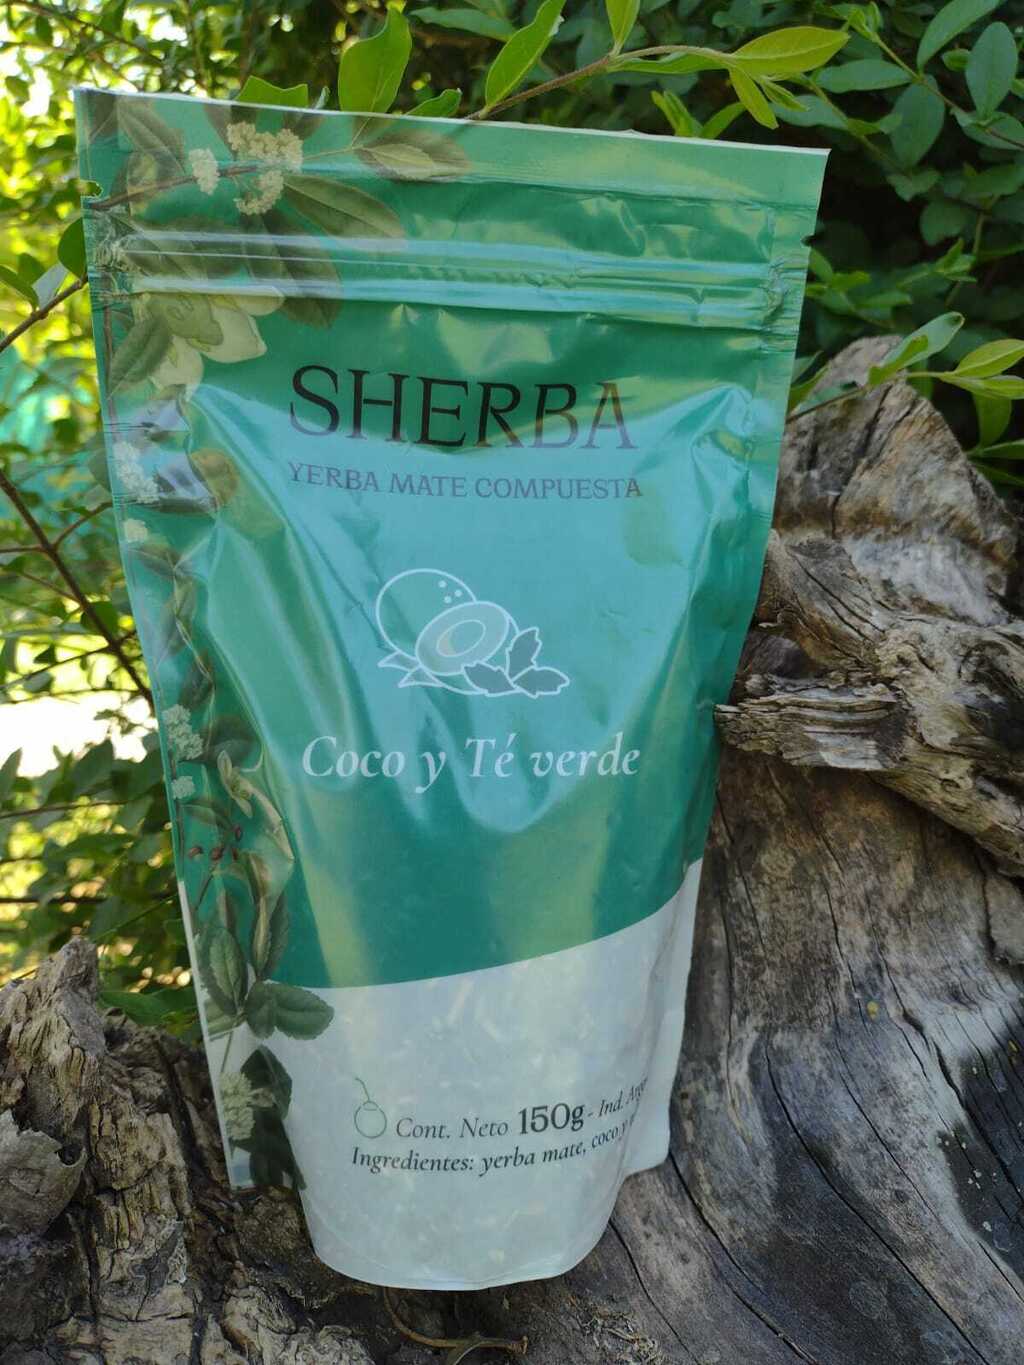 SHERBA
YERBA MATE COMPUESTA
Coco y Té verde
Cont. Neto 150g - Ind.
Ingredientes: yerba mate, coco y